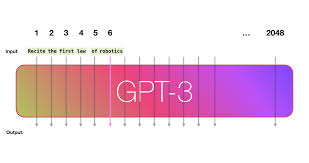 1 2 3 4 5 6 ... 2048
Input: Recite the first law of robotics
GPT-3
Output: